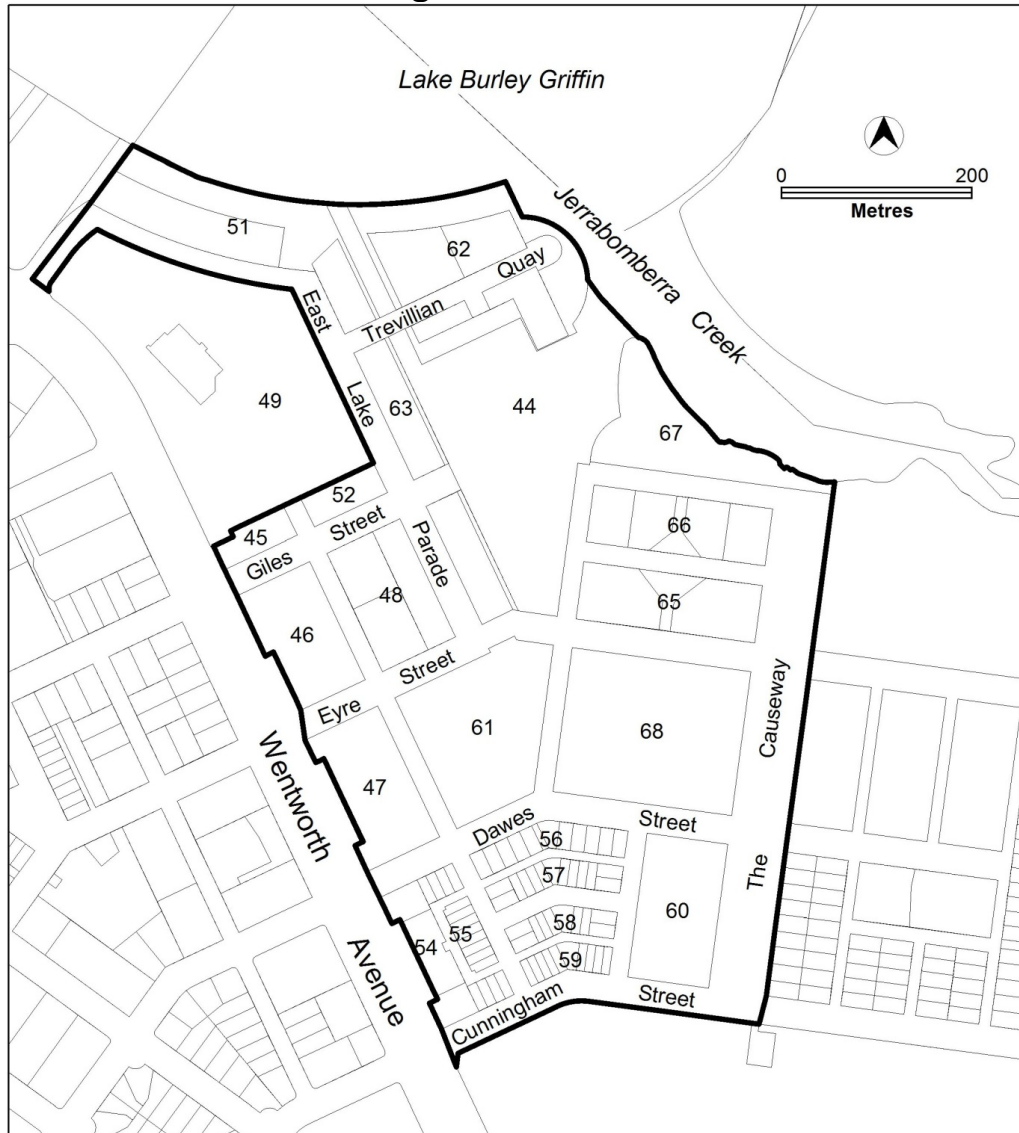 Lake Burley Griffin
0 200
Metres
Jerrabomberra Creek
51
62
Quay
Trevillian
East Lake Parade
49
63
44
67
52
45
Giles Street
66
48
65
46
Eyre Street
61
68
The Causeway
47
Wentworth Avenue
Dawes Street
56
57
60
58
55
54
59
Cunningham Street